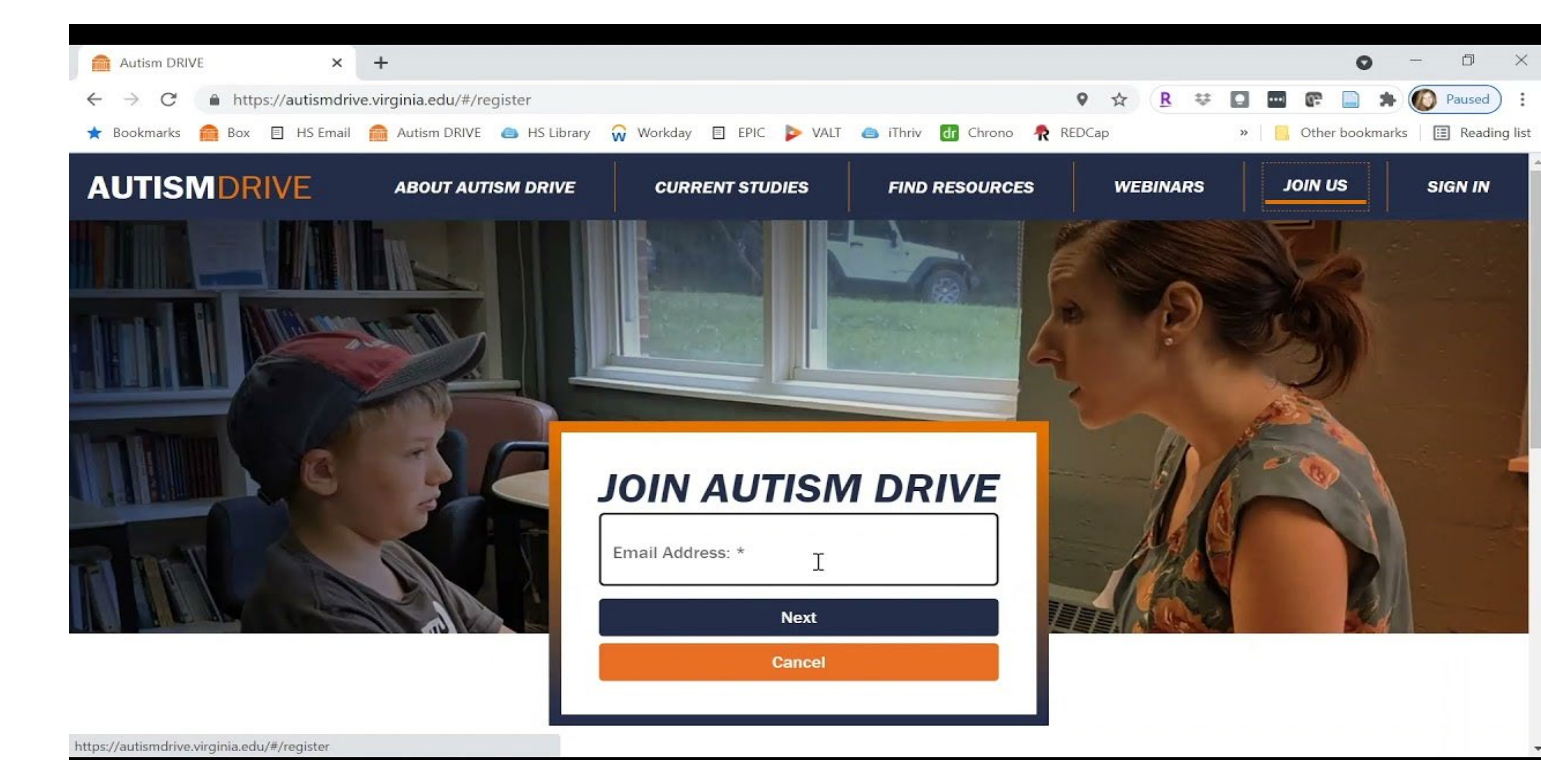 Autism DRIVE
https://autismdrive.virginia.edu/#/register
R
Paused
Bookmarks Box HS Email Autism DRIVE HS Library Workday EPIC VALT iThriv dr Chrono REDCap » Other bookmarks Reading list
AUTISMDRIVE ABOUT AUTISM DRIVE CURRENT STUDIES FIND RESOURCES WEBINARS JOIN US SIGN IN
JOIN AUTISM DRIVE
Email Address: *
Next
Cancel
https://autismdrive.virginia.edu/#/register